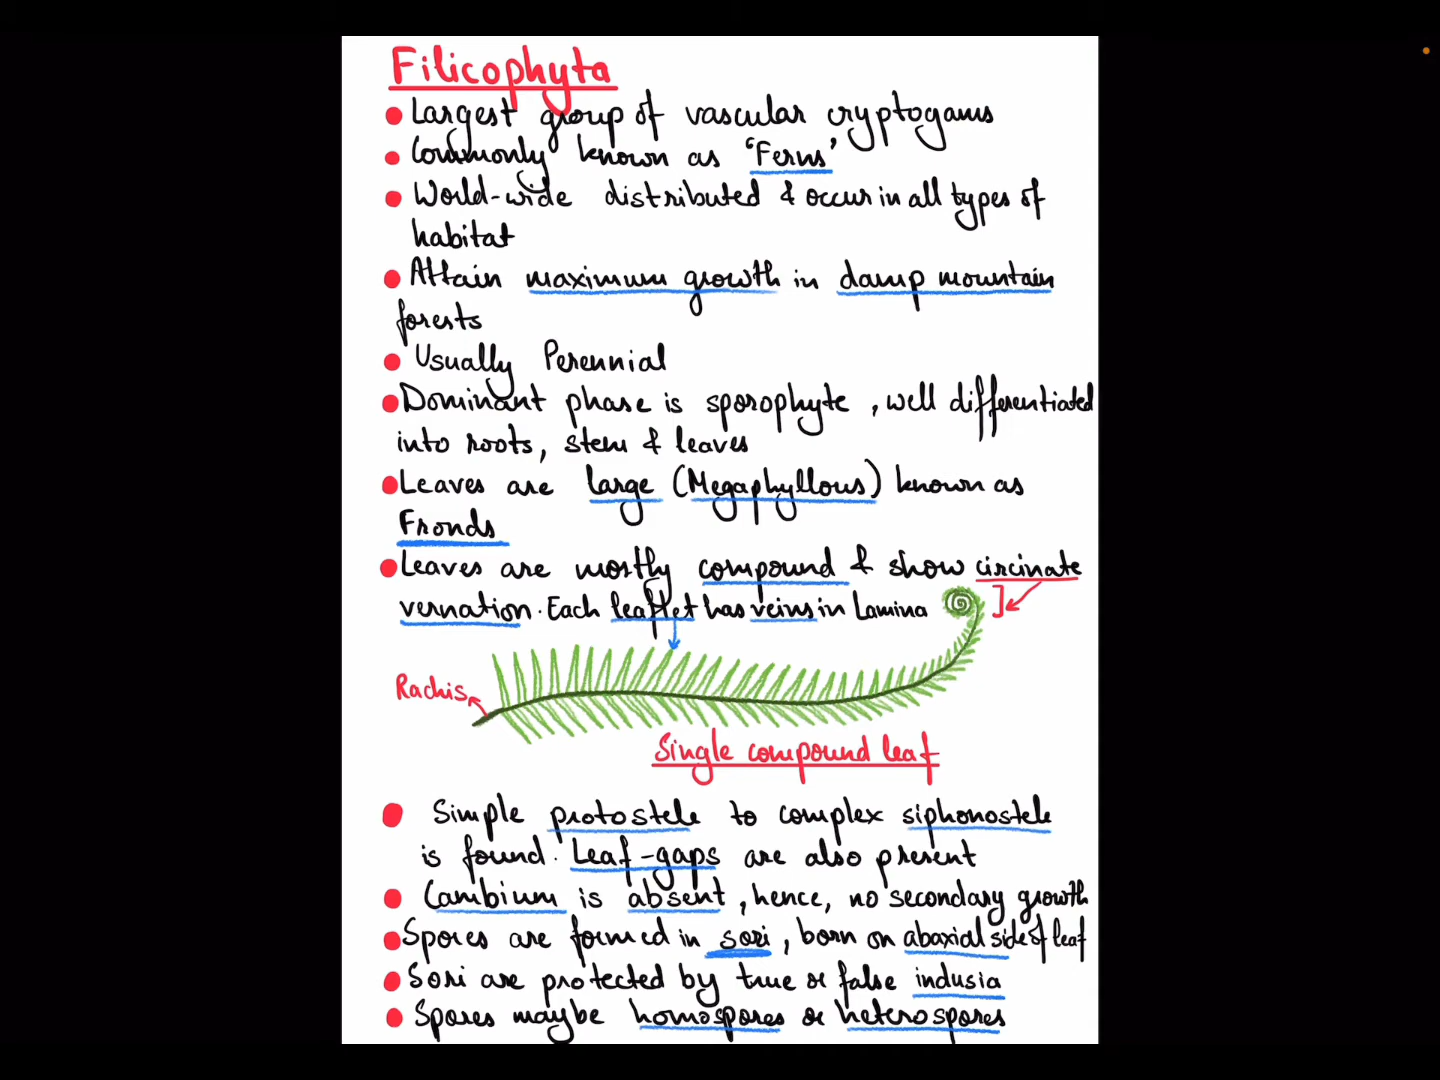 Filicophyta
Largest group of vascular cryptogams
Commonly known as 'Ferns'
World-wide distributed & occur in all types of
habitat
Attain maximum growth in damp mountain
forests
Usually Perennial
Dominant phase is sporophyte, well differentiated
into roots, stem & leaves
Leaves are large (Megaphyllous) known as
Fronds
Leaves are mostly compound & show circinate
vernation. Each leaflet has veins in Lamina
Rachis
Single compound leaf
Simple protostele to complex siphonostele
is found. Leaf-gaps are also present
Cambium is absent, hence, no secondary growth
Spores are formed in sori, born on abaxial side of leaf
Sori are protected by true or false indusia
Spores maybe homospores or heterospores